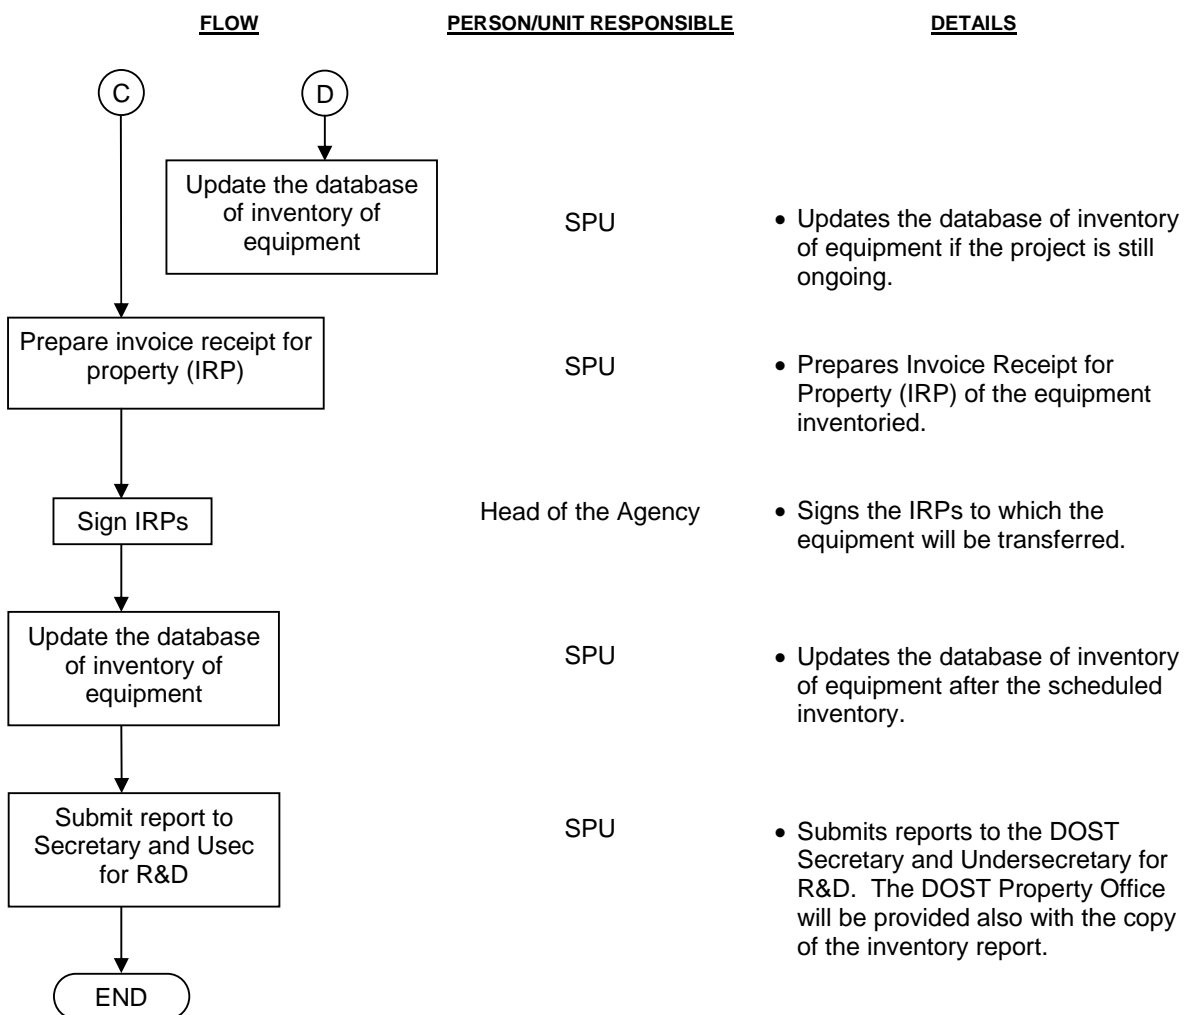 FLOW
PERSON/UNIT RESPONSIBLE
DETAILS
C
D
Update the database
of inventory of
equipment
SPU
• Updates the database of inventory
of equipment if the project is still
ongoing.
Prepare invoice receipt for
property (IRP)
SPU
• Prepares Invoice Receipt for
Property (IRP) of the equipment
inventoried.
Sign IRPs
Head of the Agency
• Signs the IRPs to which the
equipment will be transferred.
Update the database
of inventory of
equipment
SPU
• Updates the database of inventory
of equipment after the scheduled
inventory.
Submit report to
Secretary and Usec
for R&D
SPU
• Submits reports to the DOST
Secretary and Undersecretary for
R&D.  The DOST Property Office
will be provided also with the copy
of the inventory report.
END